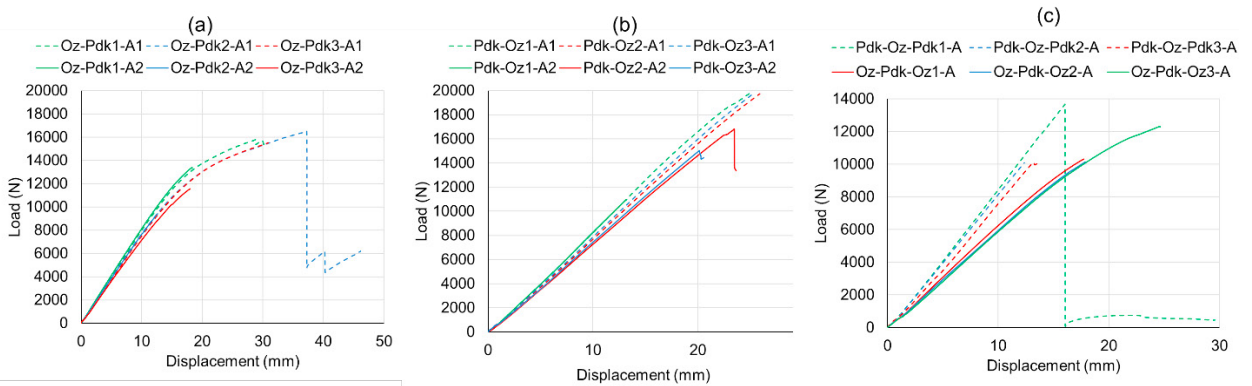 (a)
Oz-Pdk1-A1 Oz-Pdk2-A1 Oz-Pdk3-A1
Oz-Pdk1-A2 Oz-Pdk2-A2 Oz-Pdk3-A2
20000
18000
16000
14000
12000
10000
8000
6000
4000
2000
0
Load (N)
0 10 20 30 40 50
Displacement (mm)
(b)
Pdk-Oz1-A1 Pdk-Oz2-A1 Pdk-Oz3-A1
Pdk-Oz1-A2 Pdk-Oz2-A2 Pdk-Oz3-A2
20000
18000
16000
14000
12000
10000
8000
6000
4000
2000
0
Load (N)
0 10 20
Displacement (mm)
(c)
Pdk-Oz-Pdk1-A Pdk-Oz-Pdk2-A Pdk-Oz-Pdk3-A
Oz-Pdk-Oz1-A Oz-Pdk-Oz2-A Oz-Pdk-Oz3-A
14000
12000
10000
8000
6000
4000
2000
0
Load (N)
0 10 20 30
Displacement (mm)